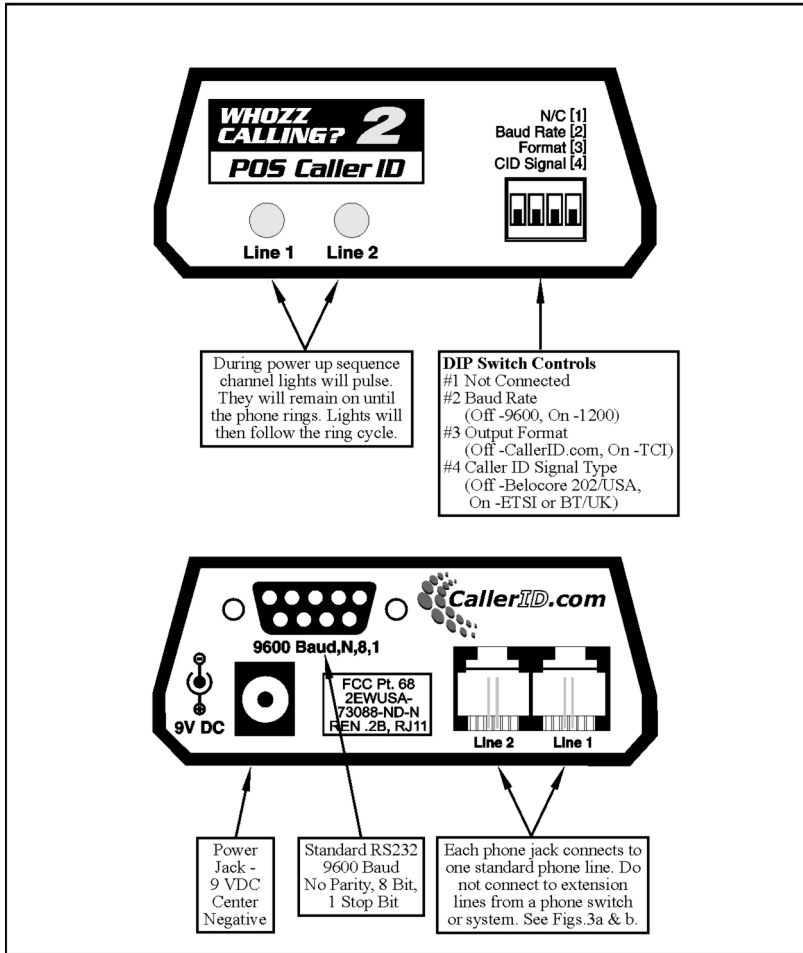 WHOZZ
CALLING? 2
POS Caller ID
N/C [1]
Baud Rate [2]
Format [3]
CID Signal [4]
Line 1
Line 2
During power up sequence
channel lights will pulse.
They will remain on until
the phone rings. Lights will
then follow the ring cycle.
DIP Switch Controls
#1 Not Connected
#2 Baud Rate
(Off -9600, On -1200)
#3 Output Format
(Off -CallerID.com, On -TCI)
#4 Caller ID Signal Type
(Off -Belocore 202/USA,
On -ETSI or BT/UK)
CallerID.com
9600 Baud,N,8,1
9V DC
FCC Pt. 68
2EWUSA-
73088-ND-N
REN .2B, RJ11
Line 2
Line 1
Power
Jack -
9 VDC
Center
Negative
Standard RS232
9600 Baud
No Parity, 8 Bit,
1 Stop Bit
Each phone jack connects to
one standard phone line. Do
not connect to extension
lines from a phone switch
or system. See Figs.3a & b.